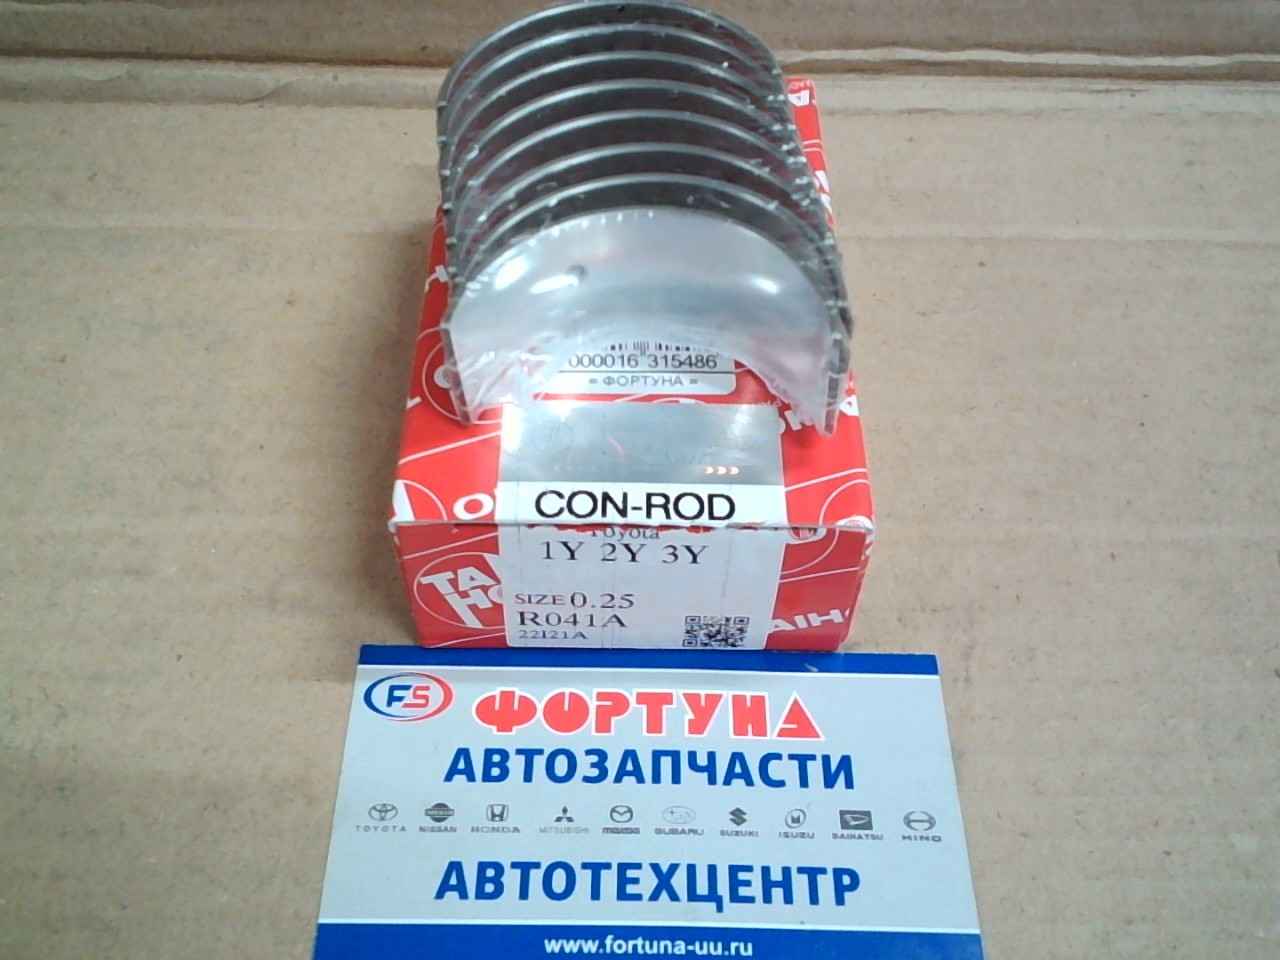 000016 315486
= ФОРТУНА =
CON-ROD
Toyota
1Y 2Y 3Y
SIZE 0.25
R041A
22I21A
TAIHO
FS ФОРТУНА
АВТОЗАПЧАСТИ
TOYOTA NISSAN HONDA MITSUBISHI mazda SUBARU SUZUKI ISUZU DAIHATSU HINO
АВТОТЕХЦЕНТР
www.fortuna-uu.ru